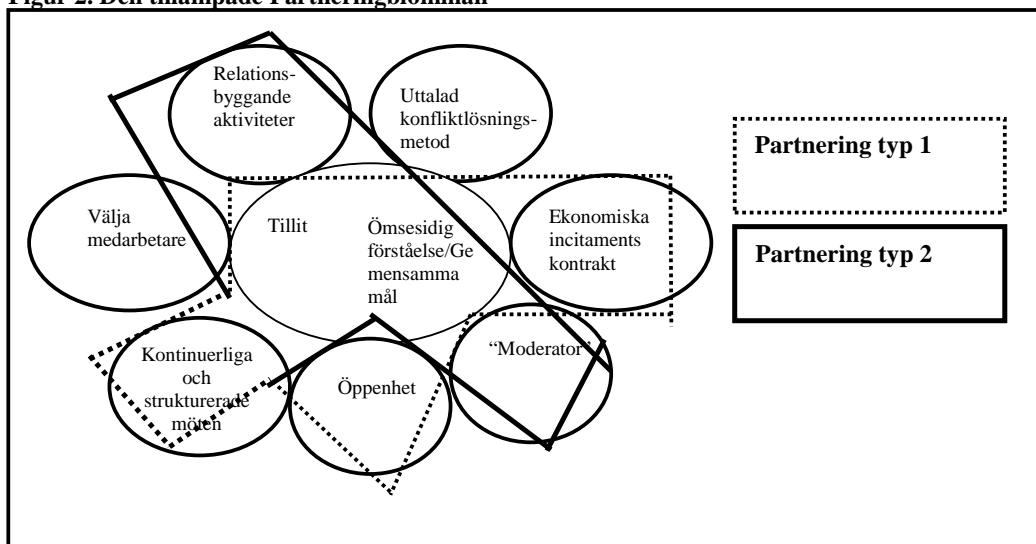 Figur 2. Den tillämpade Partneringblomman
Relations-
byggande
aktiviteter
Uttalad
konfliktlösnings-
metod
Partnering typ 1
Välja
medarbetare
Tillit
Ömsesidig
förståelse/Ge
mensamma
mål
Ekonomiska
incitaments
kontrakt
Partnering typ 2
Kontinuerliga
och
strukturerade
möten
Öppenhet
“Moderator”